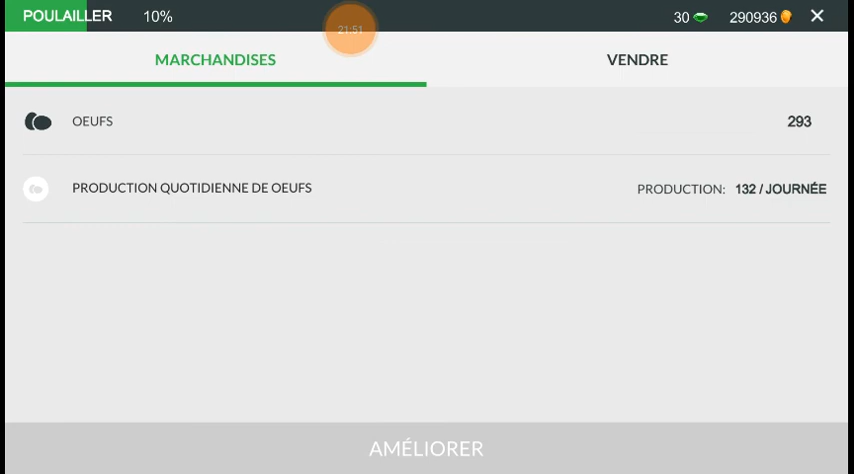 POULAILLER 10% 21:51 30 290936 X
MARCHANDISES VENDRE
OEUFS 293
PRODUCTION QUOTIDIENNE DE OEUFS PRODUCTION: 132 / JOURNÉE
AMÉLIORER